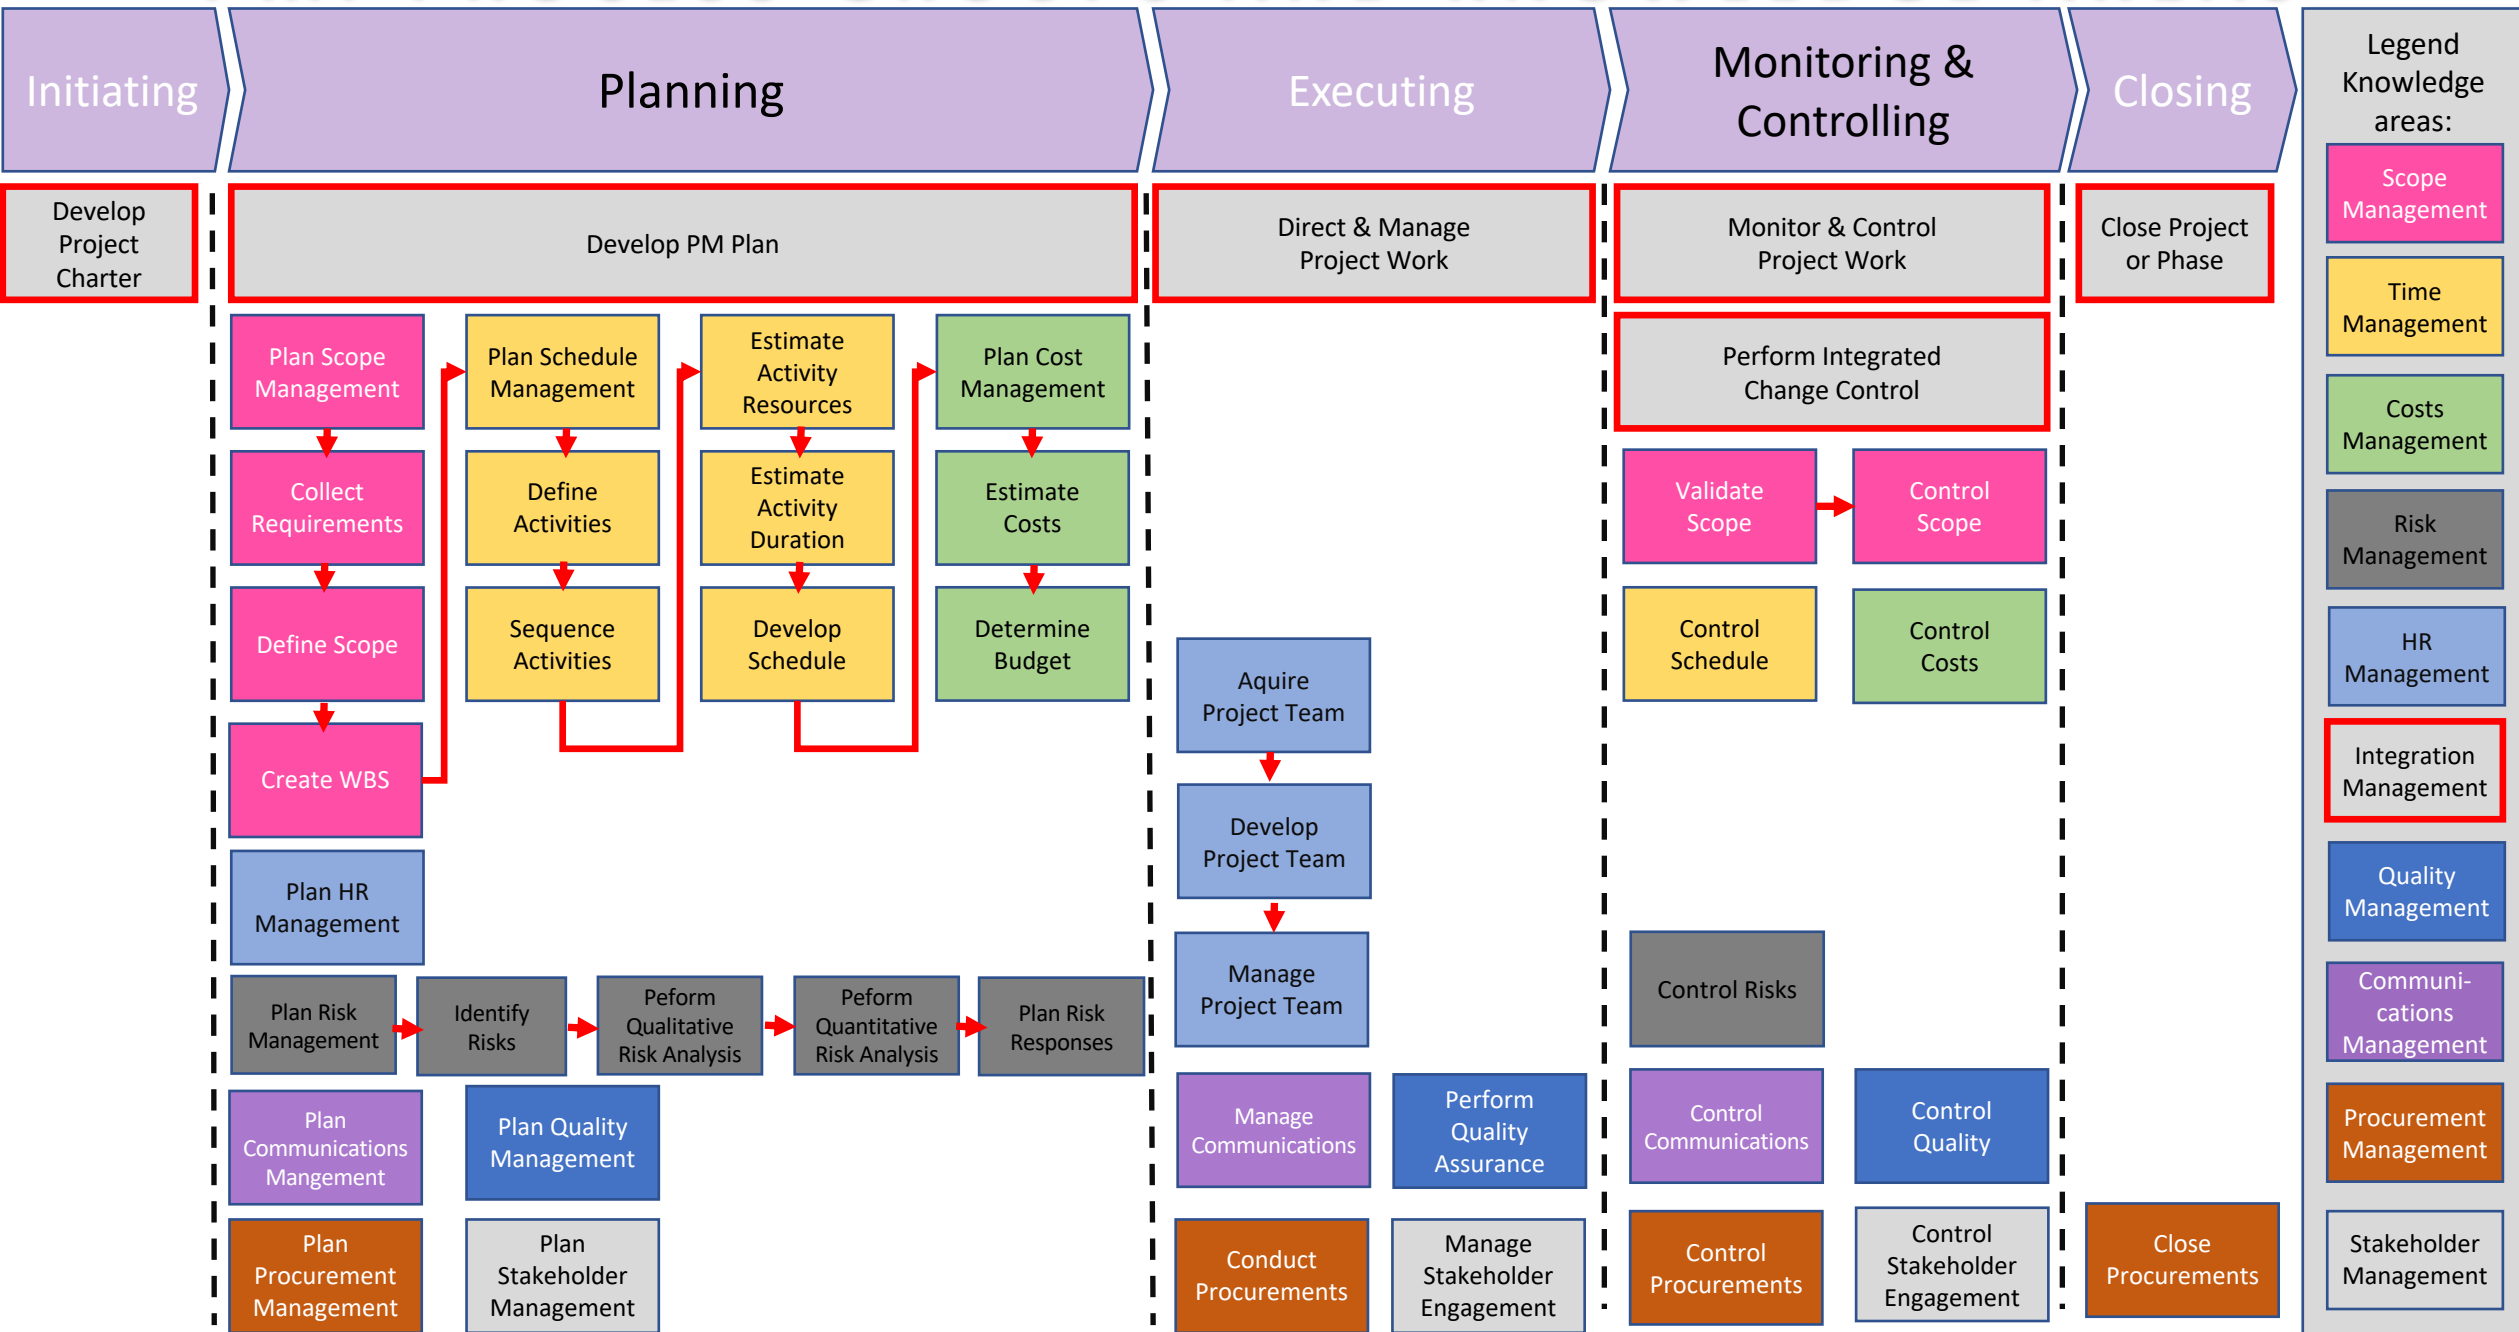 Initiating
Planning
Executing
Monitoring &
Controlling
Closing
Develop
Project
Charter
Develop PM Plan
Direct & Manage
Project Work
Monitor & Control
Project Work
Close Project
or Phase
Perform Integrated
Change Control
Plan Scope
Management
Plan Schedule
Management
Estimate
Activity
Resources
Plan Cost
Management
Collect
Requirements
Define
Activities
Estimate
Activity
Duration
Estimate
Costs
Validate
Scope
Control
Scope
Define Scope
Sequence
Activities
Develop
Schedule
Determine
Budget
Control
Schedule
Control
Costs
Create WBS
Aquire
Project Team
Develop
Project Team
Manage
Project Team
Plan HR
Management
Plan Risk
Management
Identify
Risks
Peform
Qualitative
Risk Analysis
Peform
Quantitative
Risk Analysis
Plan Risk
Responses
Control Risks
Plan
Communications
Mangement
Plan Quality
Management
Manage
Communications
Perform
Quality
Assurance
Control
Communications
Control
Quality
Plan
Procurement
Management
Plan
Stakeholder
Management
Conduct
Procurements
Manage
Stakeholder
Engagement
Control
Procurements
Control
Stakeholder
Engagement
Close
Procurements
Legend
Knowledge
areas:
Scope
Management
Time
Management
Costs
Management
Risk
Management
HR
Management
Integration
Management
Quality
Management
Communi-
cations
Management
Procurement
Management
Stakeholder
Management